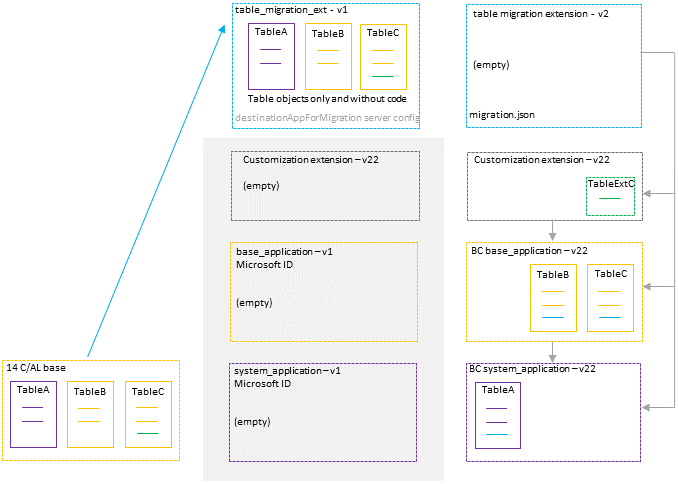 table_migration_ext - v1
TableA
TableB
TableC
Table objects only and without code
destinationAppForMigration server config
table migration extension - v2
(empty)
migration.json
Customization extension – v22
(empty)
Customization extension – v22
TableExtC
base_application – v1
Microsoft ID
(empty)
BC base_application – v22
TableB
TableC
14 C/AL base
TableA
TableB
TableC
system_application – v1
Microsoft ID
(empty)
BC system_application – v22
TableA